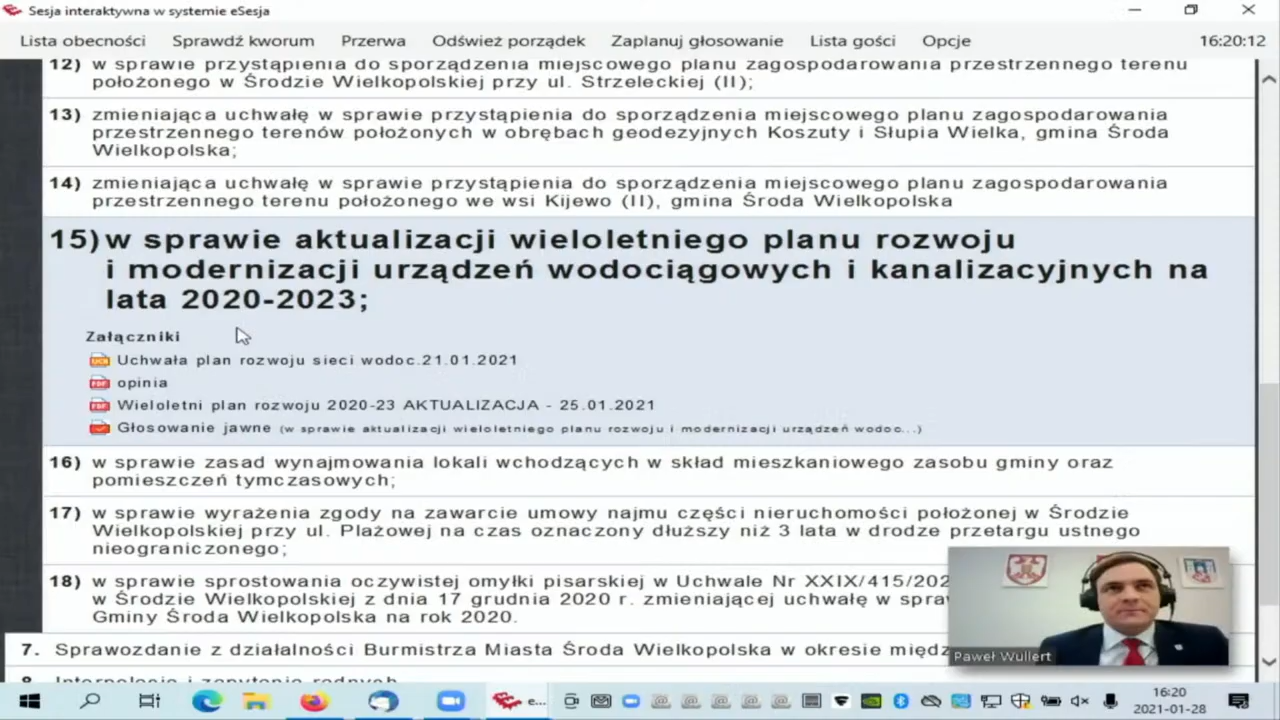 Sesja interaktywna w systemie eSesja
Lista obecności Sprawdź kworum Przerwa Odśwież porządek Zaplanuj głosowanie Lista gości Opcje 16:20:12
12) w sprawie przystąpienia do sporządzenia miejscowego planu zagospodarowania przestrzennego terenu
położonego w Środzie Wielkopolskiej przy ul. Strzeleckiej (II);
13) zmieniająca uchwałę w sprawie przystąpienia do sporządzenia miejscowego planu zagospodarowania
przestrzennego terenów położonych w obrębach geodezyjnych Koszuty i Słupia Wielka, gmina Środa
Wielkopolska;
14) zmieniająca uchwałę w sprawie przystąpienia do sporządzenia miejscowego planu zagospodarowania
przestrzennego terenu położonego we wsi Kijewo (II), gmina Środa Wielkopolska
15) w sprawie aktualizacji wieloletniego planu rozwoju
i modernizacji urządzeń wodociągowych i kanalizacyjnych na
lata 2020-2023;
Załączniki
Uchwała plan rozwoju sieci wodoc.21.01.2021
PDF opinia
PDF Wieloletni plan rozwoju 2020-23 AKTUALIZACJA - 25.01.2021
Głosowanie jawne (w sprawie aktualizacji wieloletniego planu rozwoju i modernizacji urządzeń wodoc...)
16) w sprawie zasad wynajmowania lokali wchodzących w skład mieszkaniowego zasobu gminy oraz
pomieszczeń tymczasowych;
17) w sprawie wyrażenia zgody na zawarcie umowy najmu części nieruchomości położonej w Środzie
Wielkopolskiej przy ul. Plażowej na czas oznaczony dłuższy niż 3 lata w drodze przetargu ustnego
nieograniczonego;
18) w sprawie sprostowania oczywistej omyłki pisarskiej w Uchwale Nr XXIX/415/202
w Środzie Wielkopolskiej z dnia 17 grudnia 2020 r. zmieniającej uchwałę w spraw
Gminy Środa Wielkopolska na rok 2020.
7. Sprawozdanie z działalności Burmistrza Miasta Środa Wielkopolska w okresie między
8. Interpelacje i zapytania radnych
Paweł Wullert
e...
16:20
2021-01-28